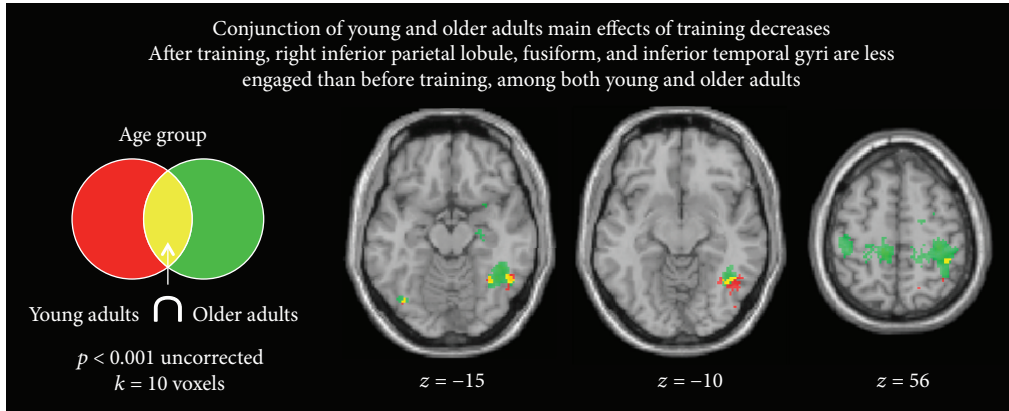 Conjunction of young and older adults main effects of training decreases
After training, right inferior parietal lobule, fusiform, and inferior temporal gyri are less
engaged than before training, among both young and older adults
Age group
Young adults ∩ Older adults
p < 0.001 uncorrected
k = 10 voxels
z = −15
z = −10
z = 56